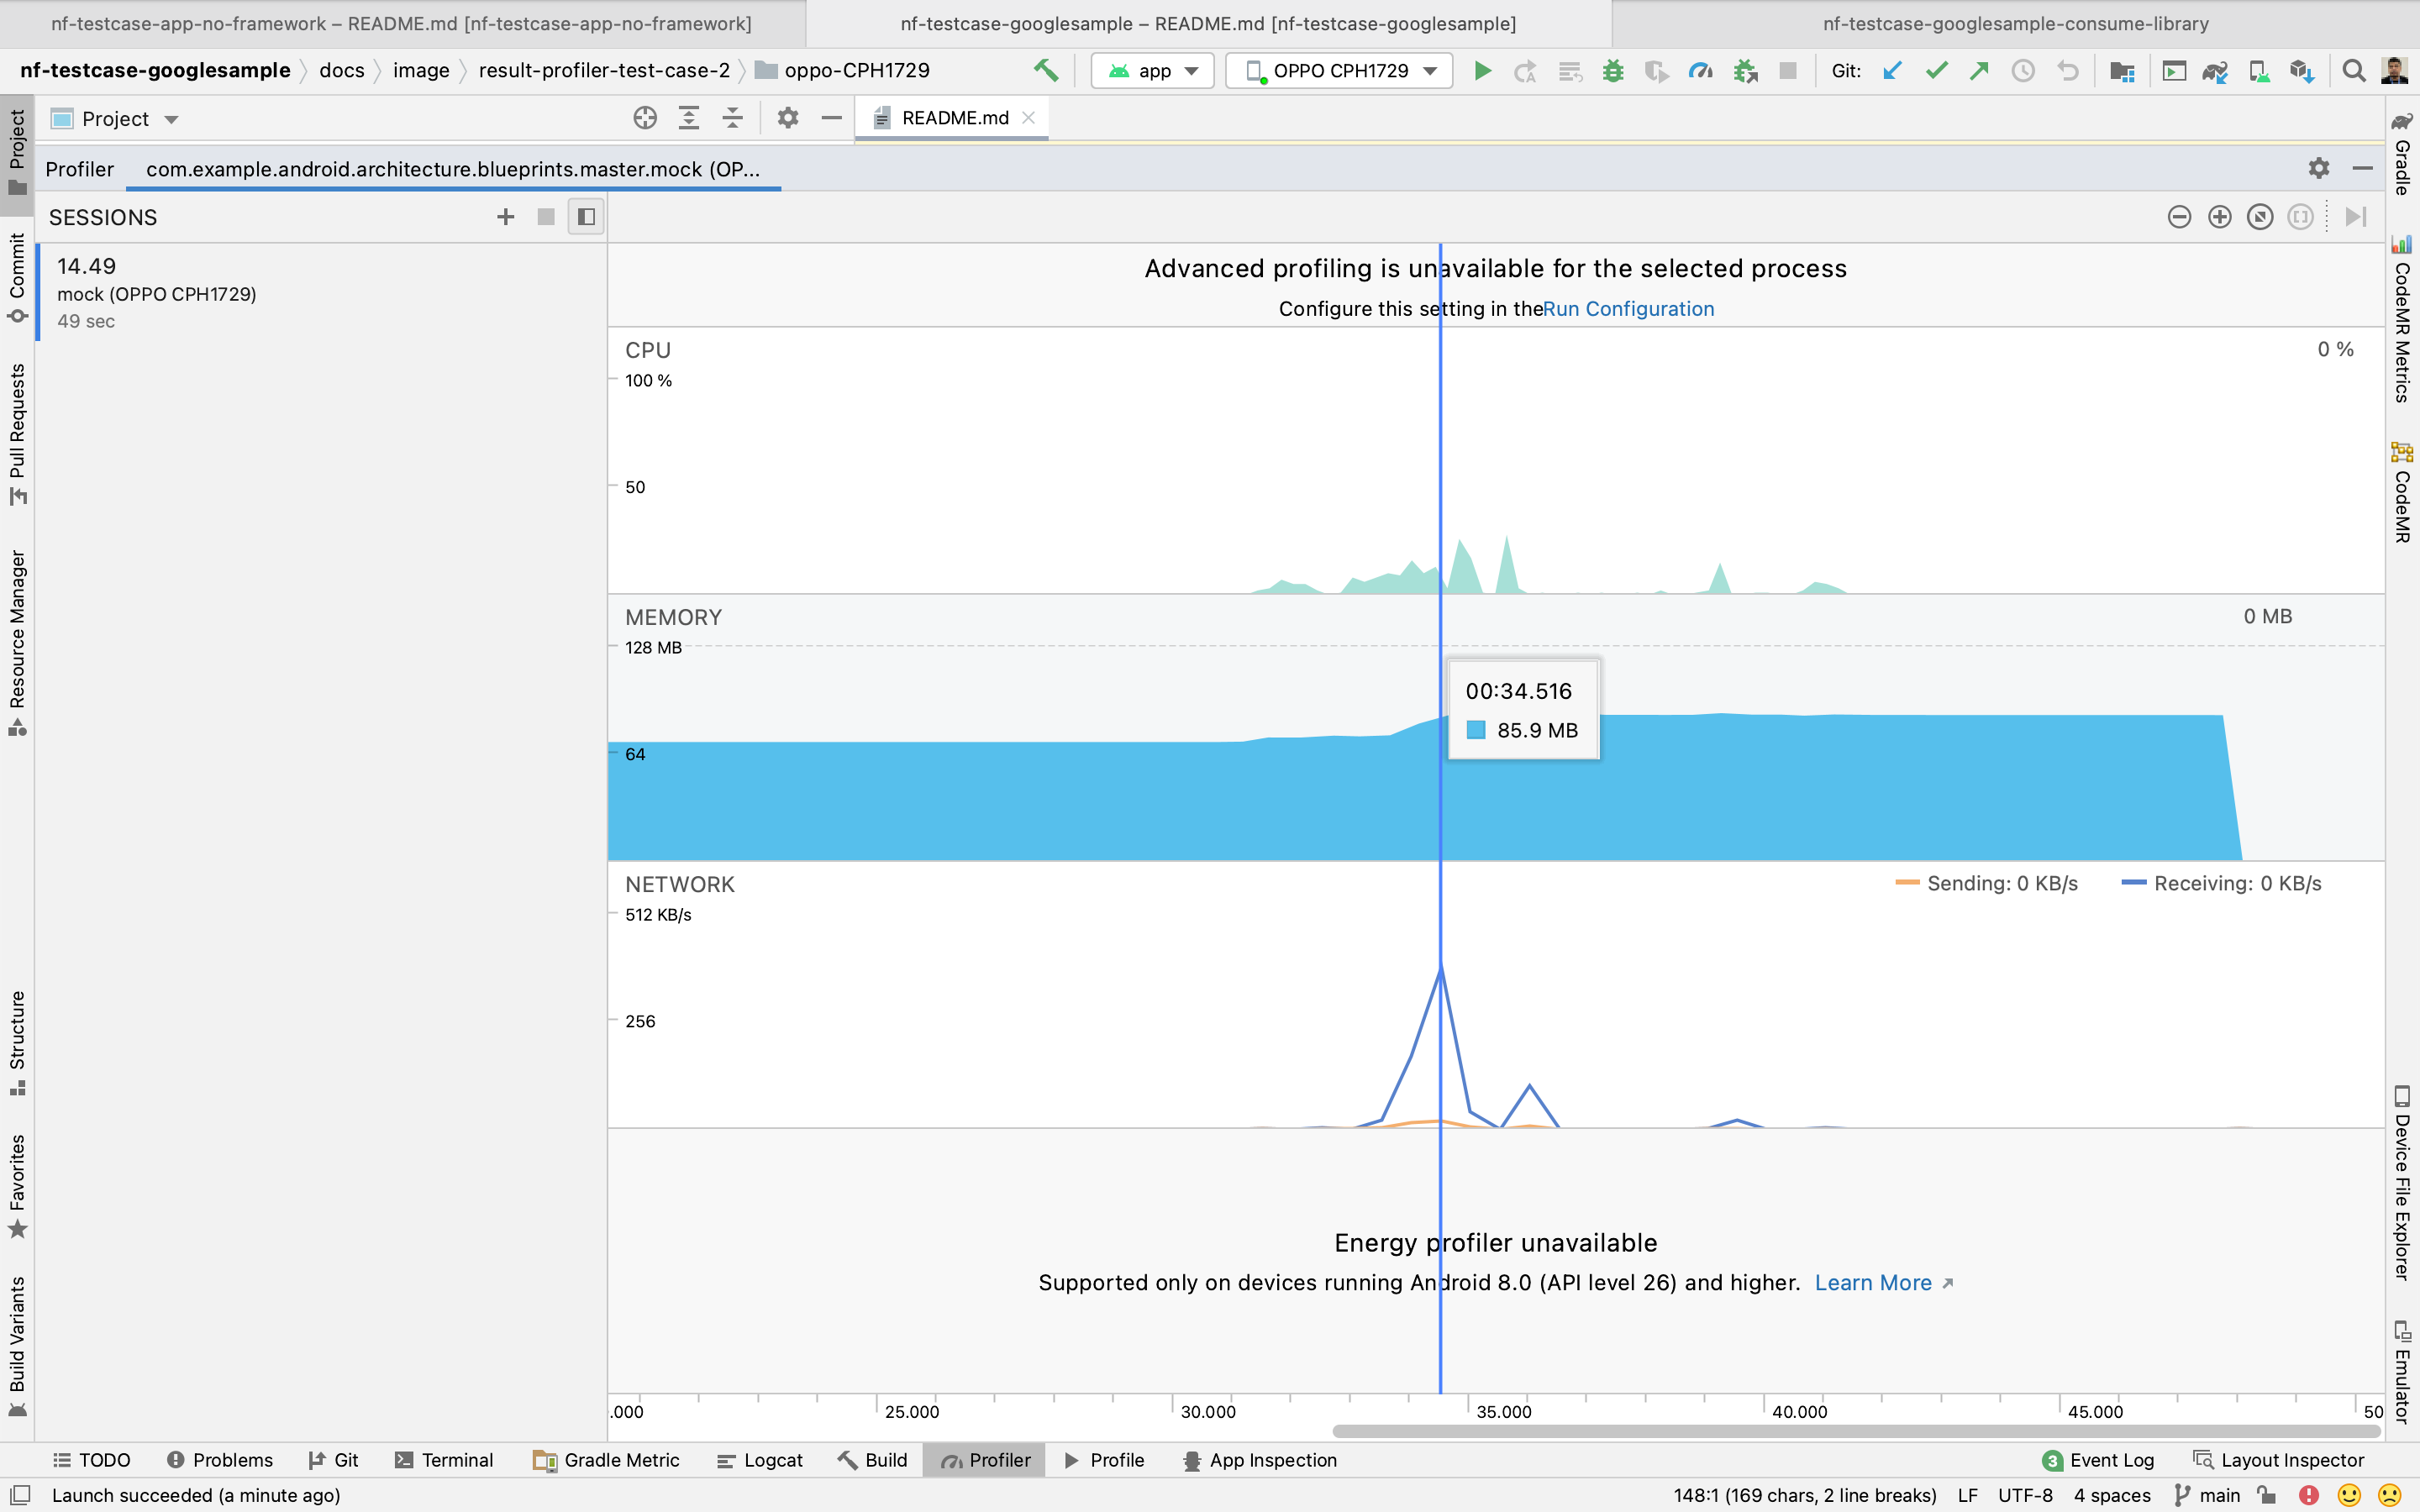 nf-testcase-app-no-framework – README.md [nf-testcase-app-no-framework]
nf-testcase-googlesample – README.md [nf-testcase-googlesample]
nf-testcase-googlesample-consume-library
nf-testcase-googlesample
docs
image
result-profiler-test-case-2
oppo-CPH1729
app
OPPO CPH1729
Git:
Project
README.md
Profiler
com.example.android.architecture.blueprints.master.mock (OP...
SESSIONS
14.49
mock (OPPO CPH1729)
49 sec
Advanced profiling is unavailable for the selected process
Configure this setting in theRun Configuration
CPU
0 %
100 %
50
MEMORY
0 MB
128 MB
64
00:34.516
85.9 MB
NETWORK
Sending: 0 KB/s
Receiving: 0 KB/s
512 KB/s
256
Energy profiler unavailable
Supported only on devices running Android 8.0 (API level 26) and higher. Learn More
.000
25.000
30.000
35.000
40.000
45.000
50
Project
Commit
Pull Requests
Resource Manager
Structure
Favorites
Build Variants
Gradle
CodeMR Metrics
CodeMR
Device File Explorer
Emulator
TODO
Problems
Git
Terminal
Gradle Metric
Logcat
Build
Profiler
Profile
App Inspection
3 Event Log
Layout Inspector
Launch succeeded (a minute ago)
148:1 (169 chars, 2 line breaks)
LF
UTF-8
4 spaces
main